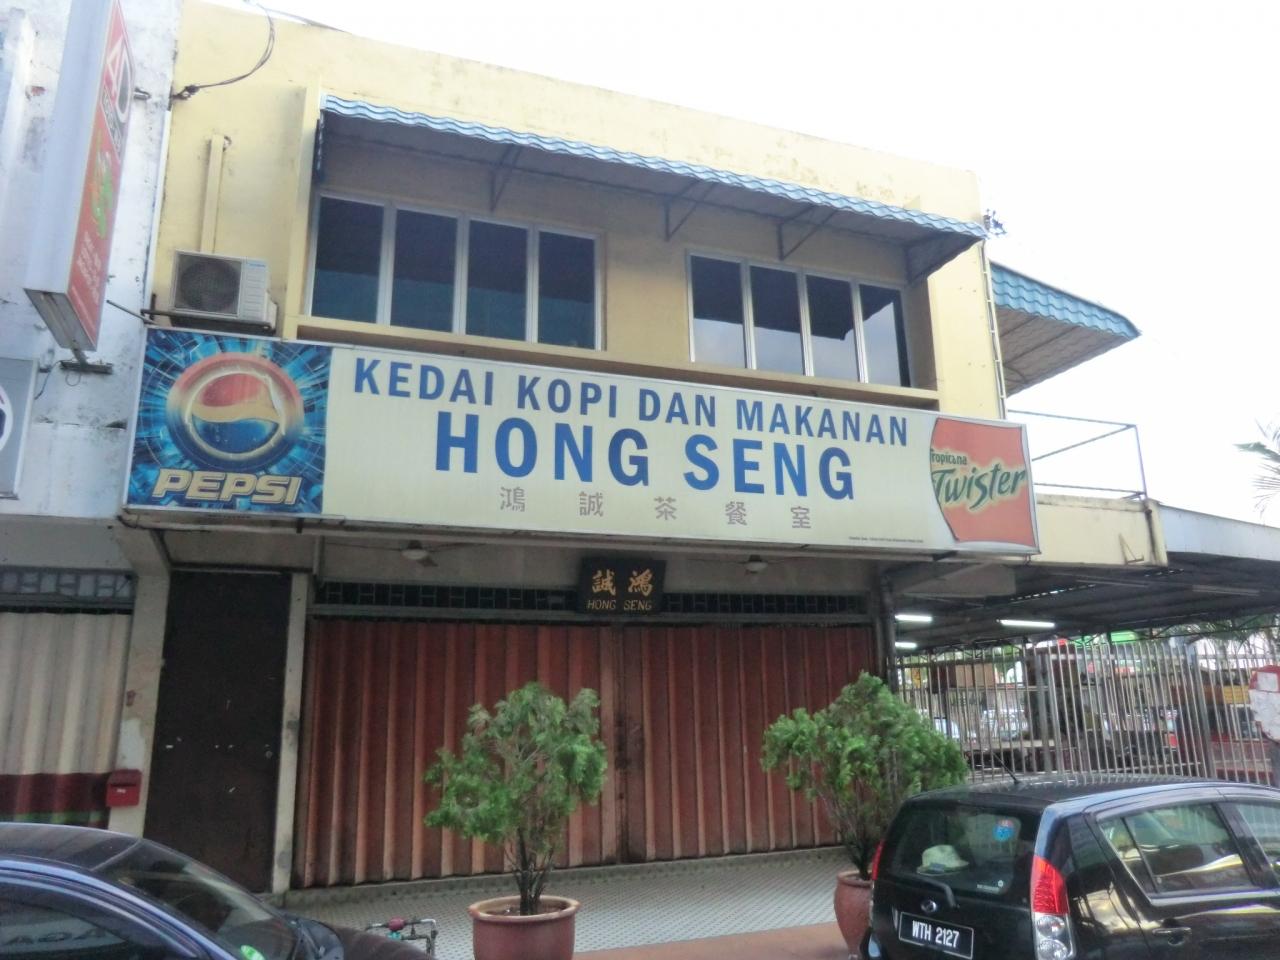 PEPSI
KEDAI KOPI DAN MAKANAN
HONG SENG
鴻誠茶餐室
Tropicana
Twister
誠鴻
HONG SENG
WTH 2127